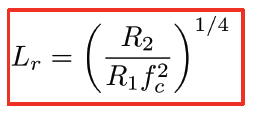 L_r = \left( \frac{R_2}{R_1 f_c^2} \right)^{1/4}